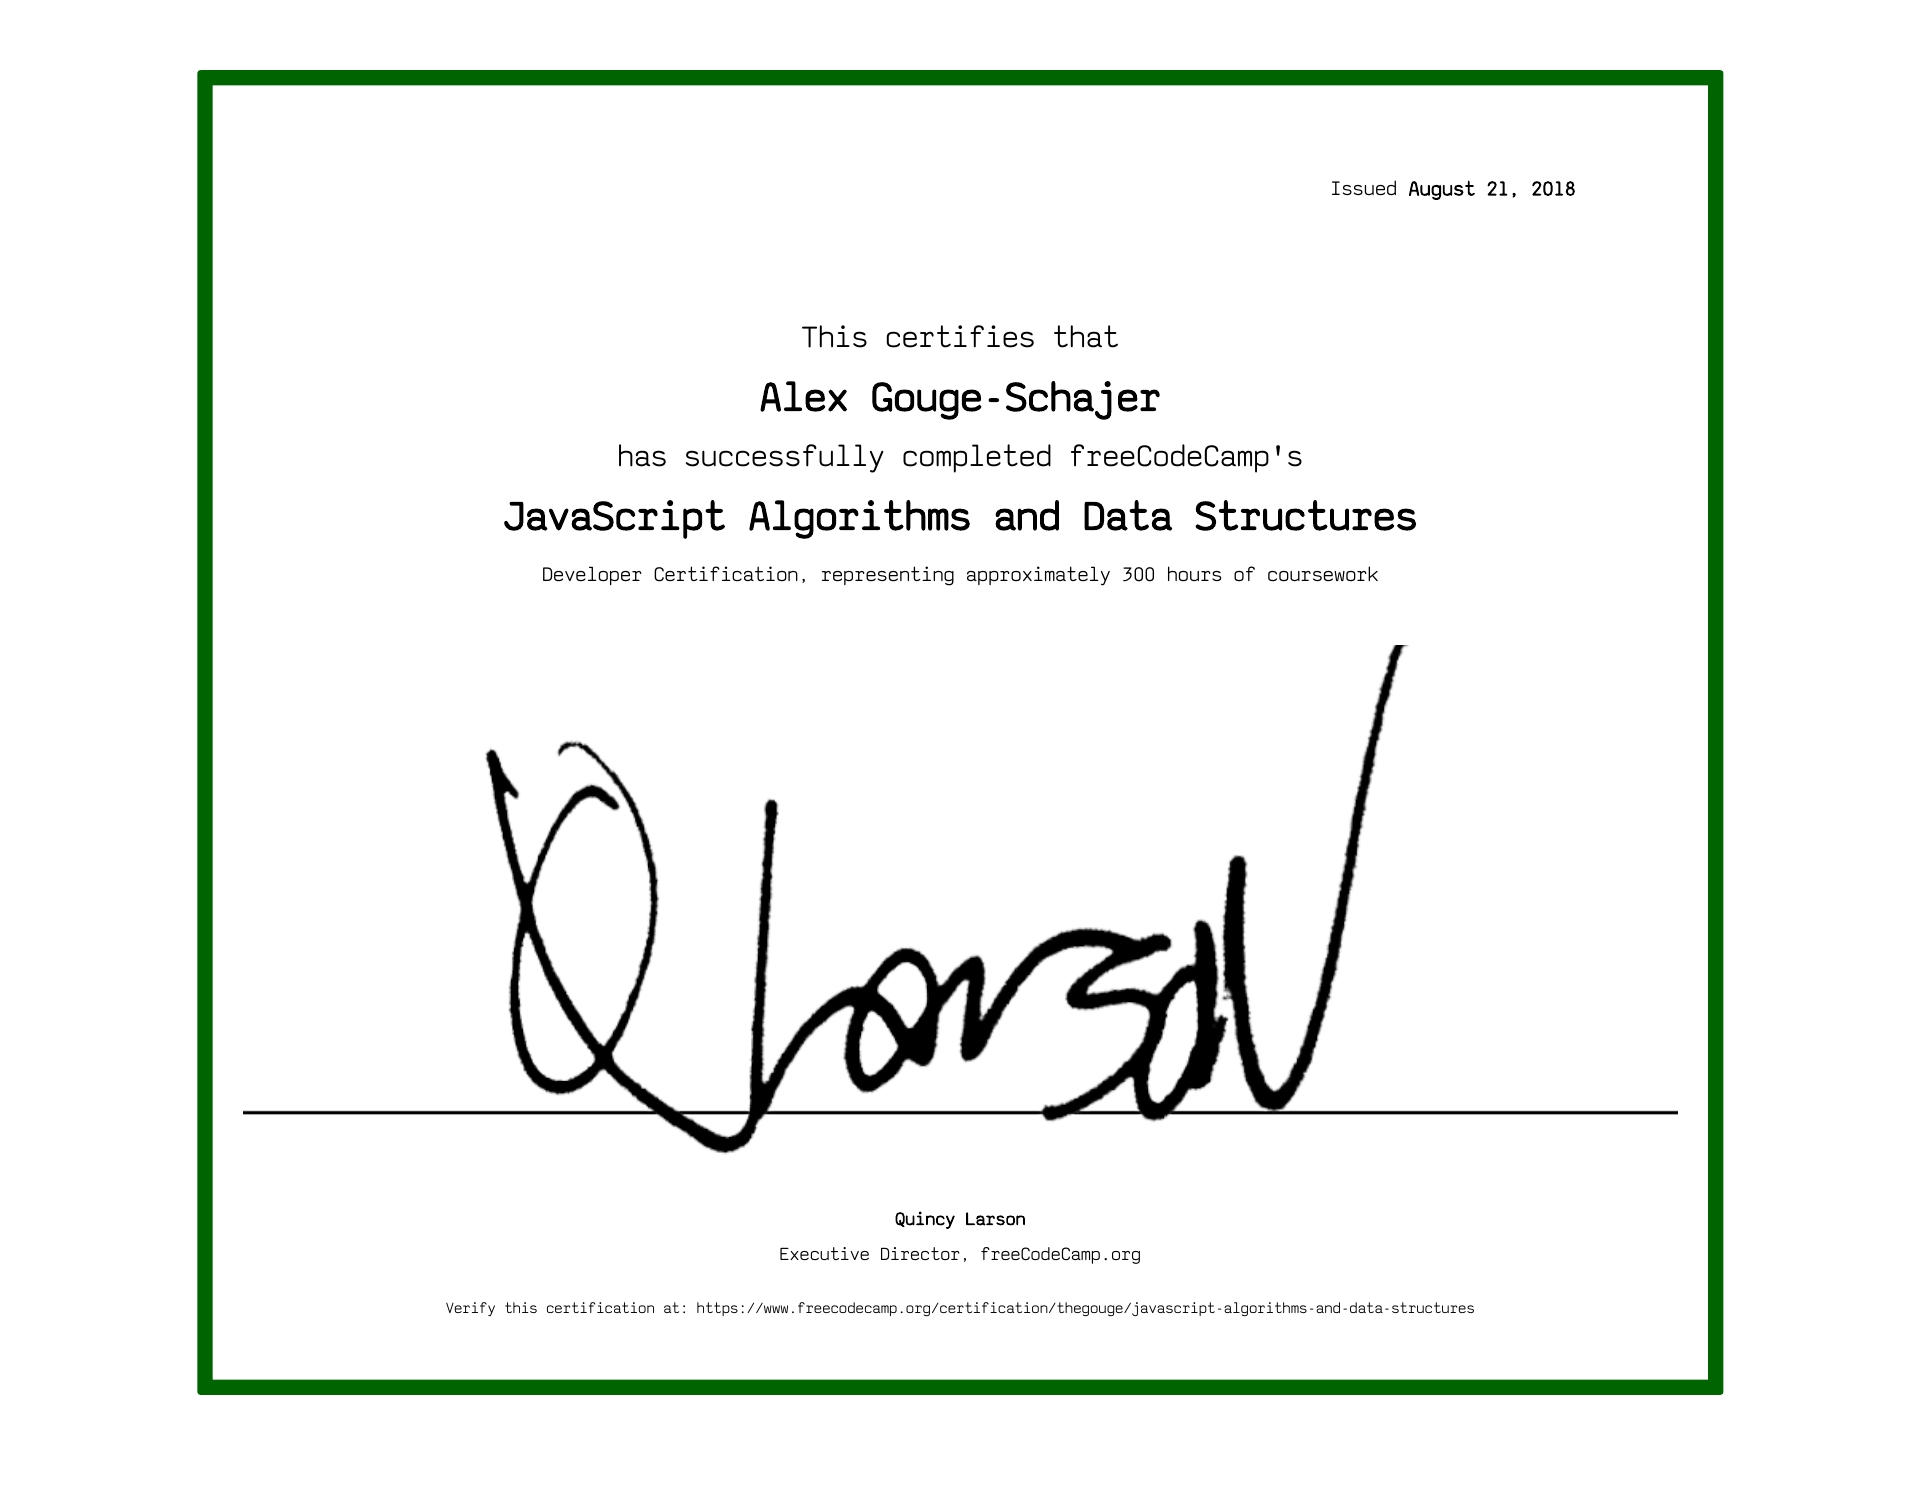 Issued August 21, 2018
This certifies that
Alex Gouge-Schajer
has successfully completed freeCodeCamp's
JavaScript Algorithms and Data Structures
Developer Certification, representing approximately 300 hours of coursework
Q Larson
Quincy Larson
Executive Director, freeCodeCamp.org
Verify this certification at: https://www.freecodecamp.org/certification/thegouge/javascript-algorithms-and-data-structures